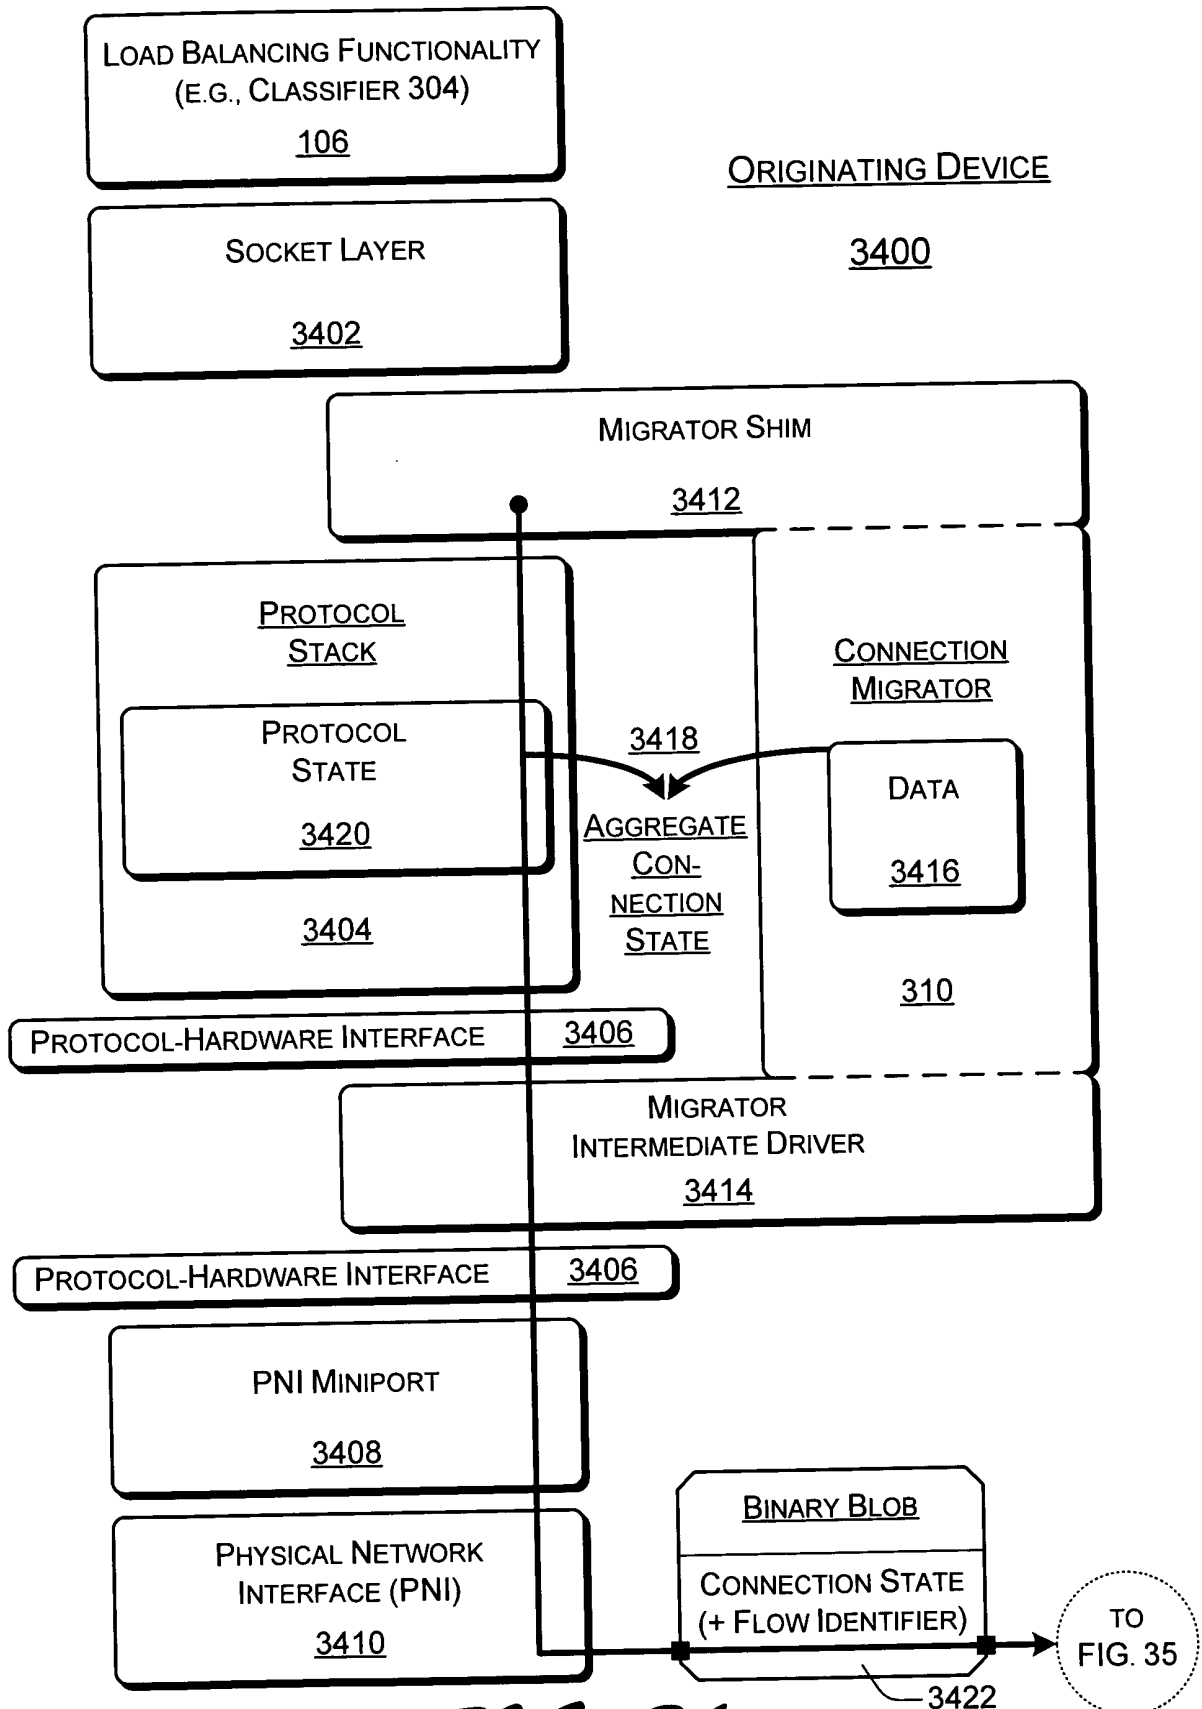 LOAD BALANCING FUNCTIONALITY
(E.G., CLASSIFIER 304)
106
ORIGINATING DEVICE
3400
SOCKET LAYER
3402
MIGRATOR SHIM
3412
PROTOCOL
STACK
PROTOCOL
STATE
3420
3404
3418
AGGREGATE
CON-
NECTION
STATE
CONNECTION
MIGRATOR
DATA
3416
310
PROTOCOL-HARDWARE INTERFACE 3406
MIGRATOR
INTERMEDIATE DRIVER
3414
PROTOCOL-HARDWARE INTERFACE 3406
PNI MINIPORT
3408
PHYSICAL NETWORK
INTERFACE (PNI)
3410
BINARY BLOB
CONNECTION STATE
(+ FLOW IDENTIFIER)
3422
TO
FIG. 35